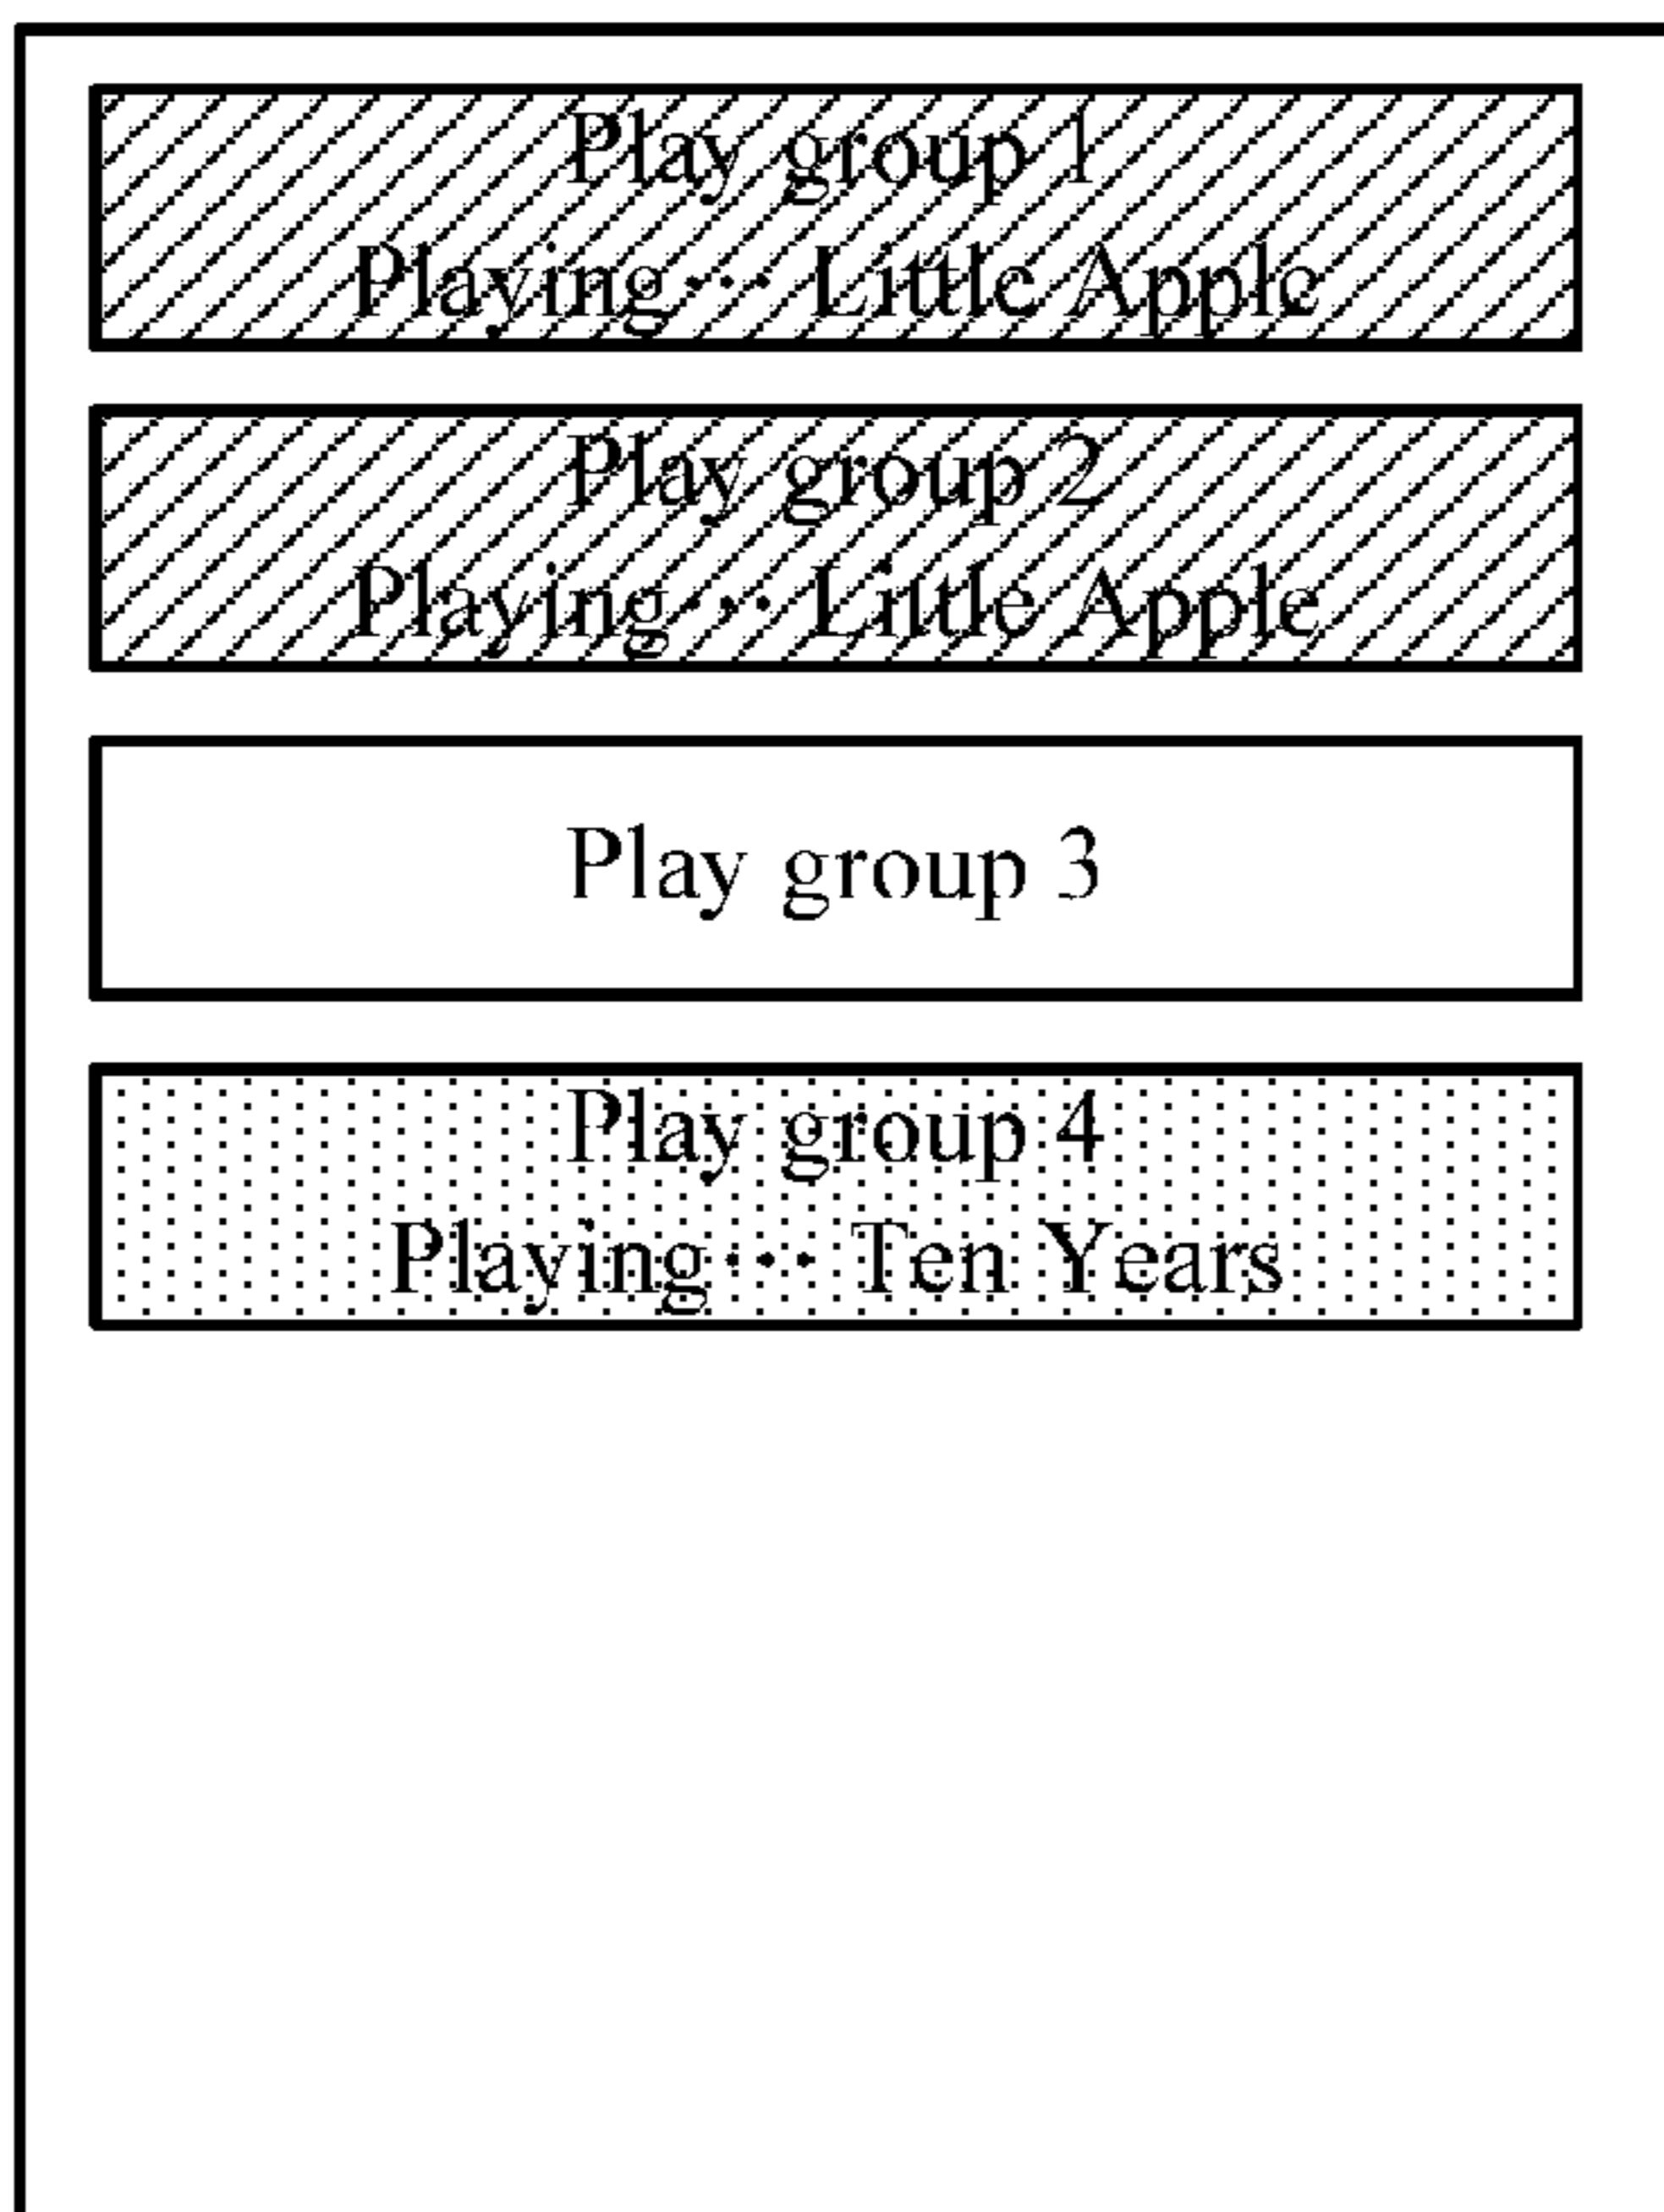 Play group 1
Playing··· Little Apple
Play group 2
Playing··· Little Apple
Play group 3
Play group 4
Playing··· Ten Years